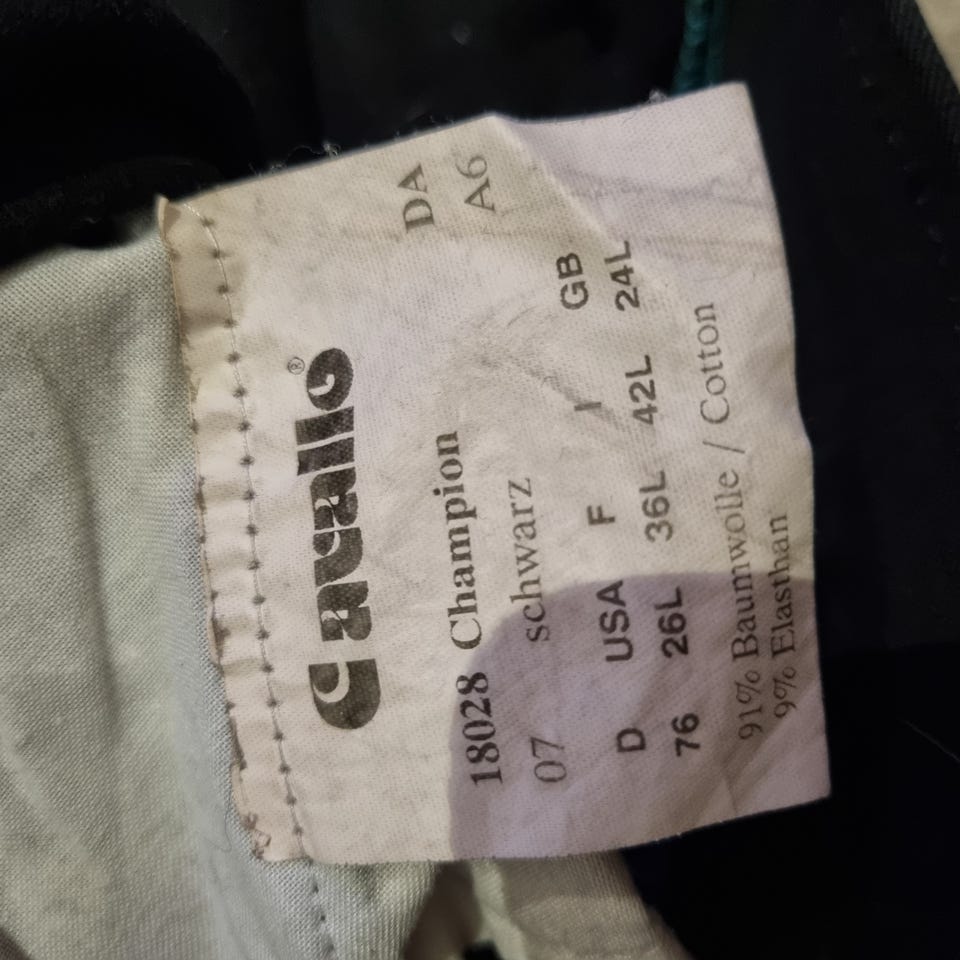 DA
A6
Cavallo®
18028 Champion
07 schwarz
D USA F I GB
76 26L 36L 42L 24L
91% Baumwolle / Cotton
9% Elasthan